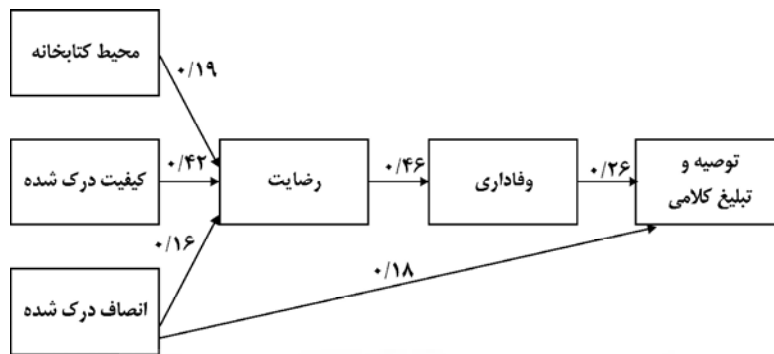 محیط کتابخانه
۰/۱۹
کیفیت درک شده
۰/۴۲
رضایت
۰/۴۶
وفاداری
۰/۲۶
توصیه و
تبلیغ کلامی
۰/۱۶
۰/۱۸
انصاف درک شده